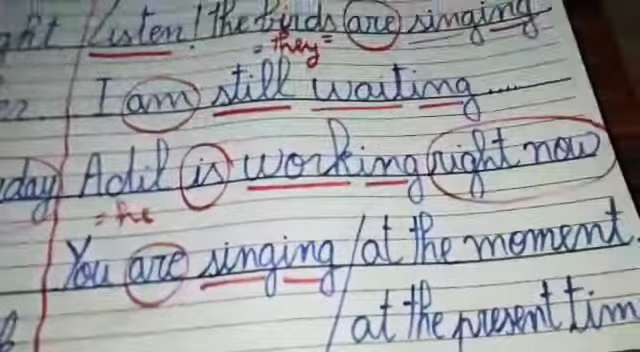 Listen! the birds are singing
= they =
I am still waiting .....
Adil is working right now
= he
You are singing / at the moment.
/ at the present tim